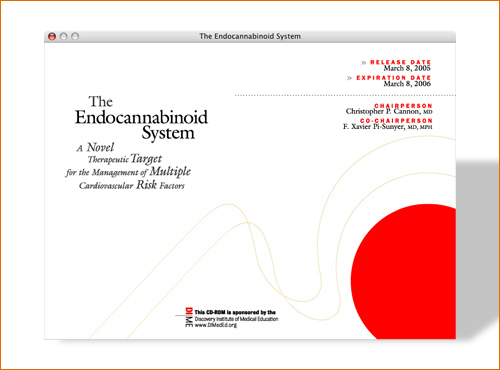 The Endocannabinoid System
» RELEASE DATE
March 8, 2005
» EXPIRATION DATE
March 8, 2006
CHAIRPERSON
Christopher P. Cannon, MD
CO-CHAIRPERSON
F. Xavier Pi-Sunyer, MD, MPH
The
Endocannabinoid
System
A Novel
Therapeutic Target
for the Management of Multiple
Cardiovascular Risk Factors
DIME
This CD-ROM is sponsored by the
Discovery Institute of Medical Education
www.DIMedEd.org